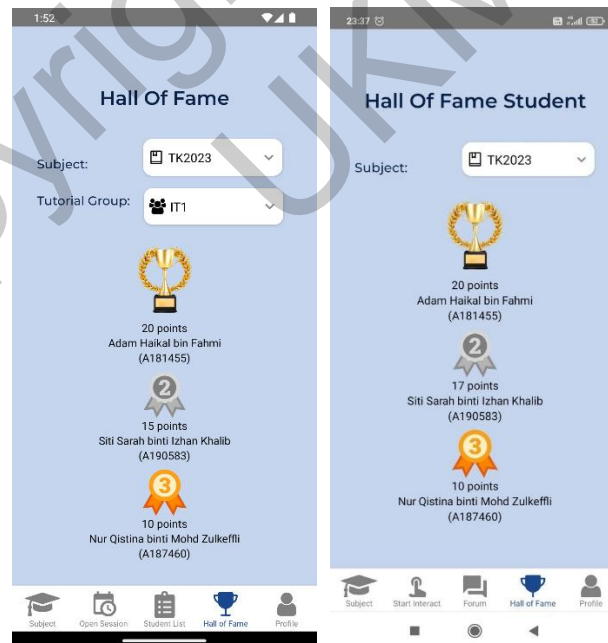 1:52
Hall Of Fame
Subject:
TK2023
Tutorial Group:
IT1
20 points
Adam Haikal bin Fahmi
(A181455)
2
15 points
Siti Sarah binti Izhan Khalib
(A190583)
3
10 points
Nur Qistina binti Mohd Zulkeffli
(A187460)
Subject
Open Session
Student List
Hall of Fame
Profile
23:37
Hall Of Fame Student
Subject:
TK2023
20 points
Adam Haikal bin Fahmi
(A181455)
2
17 points
Siti Sarah binti Izhan Khalib
(A190583)
3
10 points
Nur Qistina binti Mohd Zulkeffli
(A187460)
Subject
Start Interact
Forum
Hall of Fame
Profile